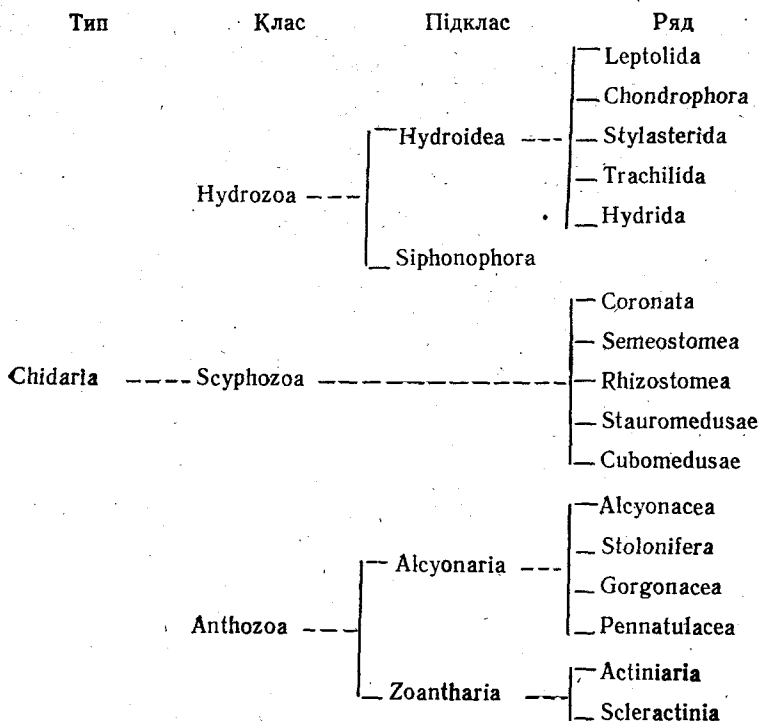 Тип Клас Підклас Ряд
Leptolida
Chondrophora
Hydroidea Stylasterida
Trachilida
Hydrozoa
Hydrida
Siphonophora
Coronata
Semeostomea
Chidaria Scyphozoa Rhizostomea
Stauromedusae
Cubomedusae
Alcyonacea
Stolonifera
Alcyonaria
Gorgonacea
Anthozoa Pennatulacea
Actiniaria
Zoantharia
Scleractinia